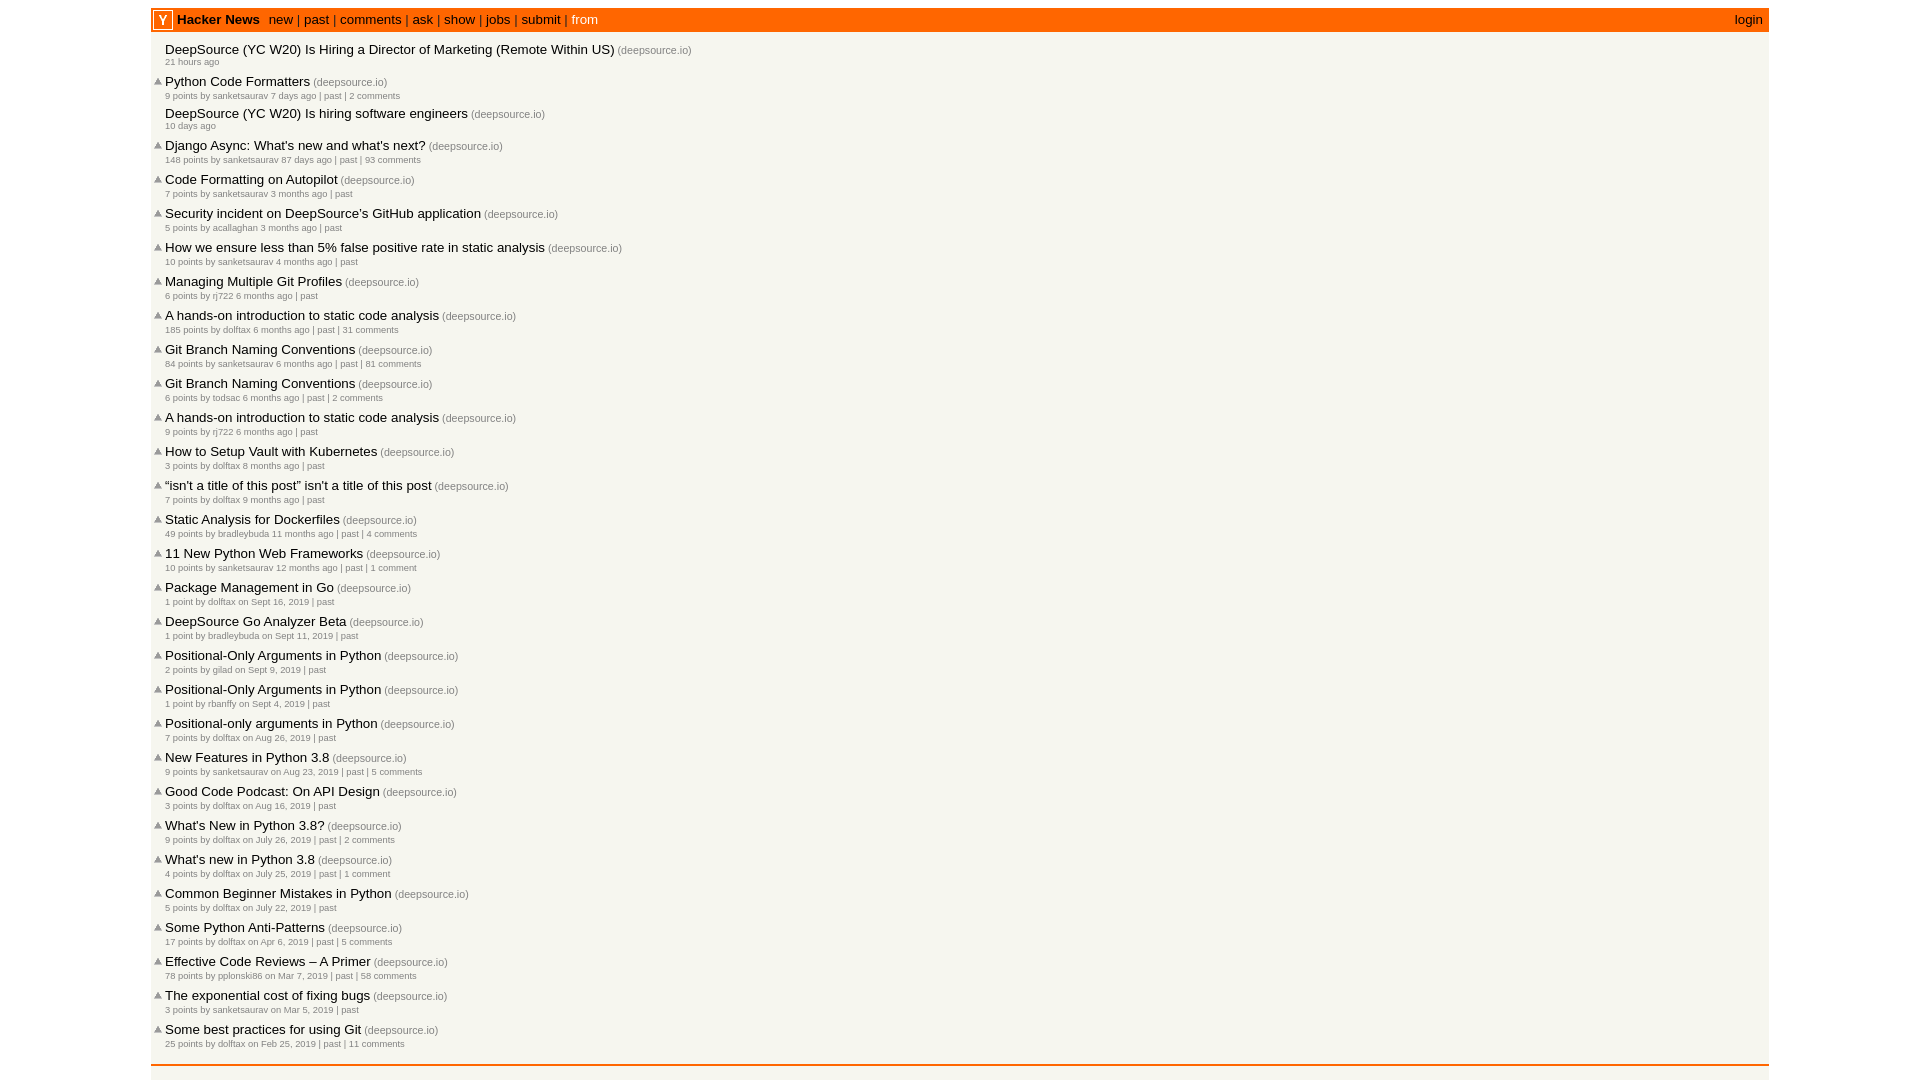 Y Hacker News new | past | comments | ask | show | jobs | submit | from login
DeepSource (YC W20) Is Hiring a Director of Marketing (Remote Within US) (deepsource.io)
21 hours ago
Python Code Formatters (deepsource.io)
9 points by sanketsaurav 7 days ago | past | 2 comments
DeepSource (YC W20) Is hiring software engineers (deepsource.io)
10 days ago
Django Async: What's new and what's next? (deepsource.io)
148 points by sanketsaurav 87 days ago | past | 93 comments
Code Formatting on Autopilot (deepsource.io)
7 points by sanketsaurav 3 months ago | past
Security incident on DeepSource’s GitHub application (deepsource.io)
5 points by acallaghan 3 months ago | past
How we ensure less than 5% false positive rate in static analysis (deepsource.io)
10 points by sanketsaurav 4 months ago | past
Managing Multiple Git Profiles (deepsource.io)
6 points by rj722 6 months ago | past
A hands-on introduction to static code analysis (deepsource.io)
185 points by dolftax 6 months ago | past | 31 comments
Git Branch Naming Conventions (deepsource.io)
84 points by sanketsaurav 6 months ago | past | 81 comments
Git Branch Naming Conventions (deepsource.io)
6 points by todsac 6 months ago | past | 2 comments
A hands-on introduction to static code analysis (deepsource.io)
9 points by rj722 6 months ago | past
How to Setup Vault with Kubernetes (deepsource.io)
3 points by dolftax 8 months ago | past
“isn't a title of this post” isn't a title of this post (deepsource.io)
7 points by dolftax 9 months ago | past
Static Analysis for Dockerfiles (deepsource.io)
49 points by bradleybuda 11 months ago | past | 4 comments
11 New Python Web Frameworks (deepsource.io)
10 points by sanketsaurav 12 months ago | past | 1 comment
Package Management in Go (deepsource.io)
1 point by dolftax on Sept 16, 2019 | past
DeepSource Go Analyzer Beta (deepsource.io)
1 point by bradleybuda on Sept 11, 2019 | past
Positional-Only Arguments in Python (deepsource.io)
2 points by gilad on Sept 9, 2019 | past
Positional-Only Arguments in Python (deepsource.io)
1 point by rbanffy on Sept 4, 2019 | past
Positional-only arguments in Python (deepsource.io)
7 points by dolftax on Aug 26, 2019 | past
New Features in Python 3.8 (deepsource.io)
9 points by sanketsaurav on Aug 23, 2019 | past | 5 comments
Good Code Podcast: On API Design (deepsource.io)
3 points by dolftax on Aug 16, 2019 | past
What's New in Python 3.8? (deepsource.io)
9 points by dolftax on July 26, 2019 | past | 2 comments
What's new in Python 3.8 (deepsource.io)
4 points by dolftax on July 25, 2019 | past | 1 comment
Common Beginner Mistakes in Python (deepsource.io)
5 points by dolftax on July 22, 2019 | past
Some Python Anti-Patterns (deepsource.io)
17 points by dolftax on Apr 6, 2019 | past | 5 comments
Effective Code Reviews – A Primer (deepsource.io)
78 points by pplonski86 on Mar 7, 2019 | past | 58 comments
The exponential cost of fixing bugs (deepsource.io)
3 points by sanketsaurav on Mar 5, 2019 | past
Some best practices for using Git (deepsource.io)
25 points by dolftax on Feb 25, 2019 | past | 11 comments